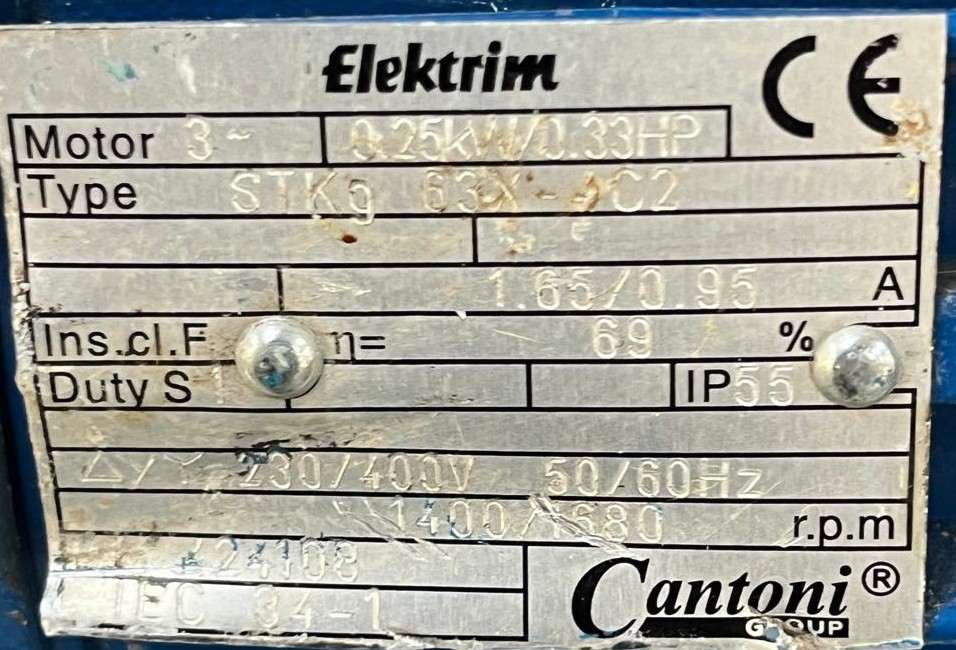 Elektrim CE
Motor 3~ 0.25kW/0.33HP
Type STKg 63X-4C2
1.65/0.95 A
Ins.cl.F η= 69 %
Duty S1 IP55
Δ/Y 230/400V 50/60Hz
1400/1680 r.p.m
24108
IEC 34-1
Cantoni®
GROUP